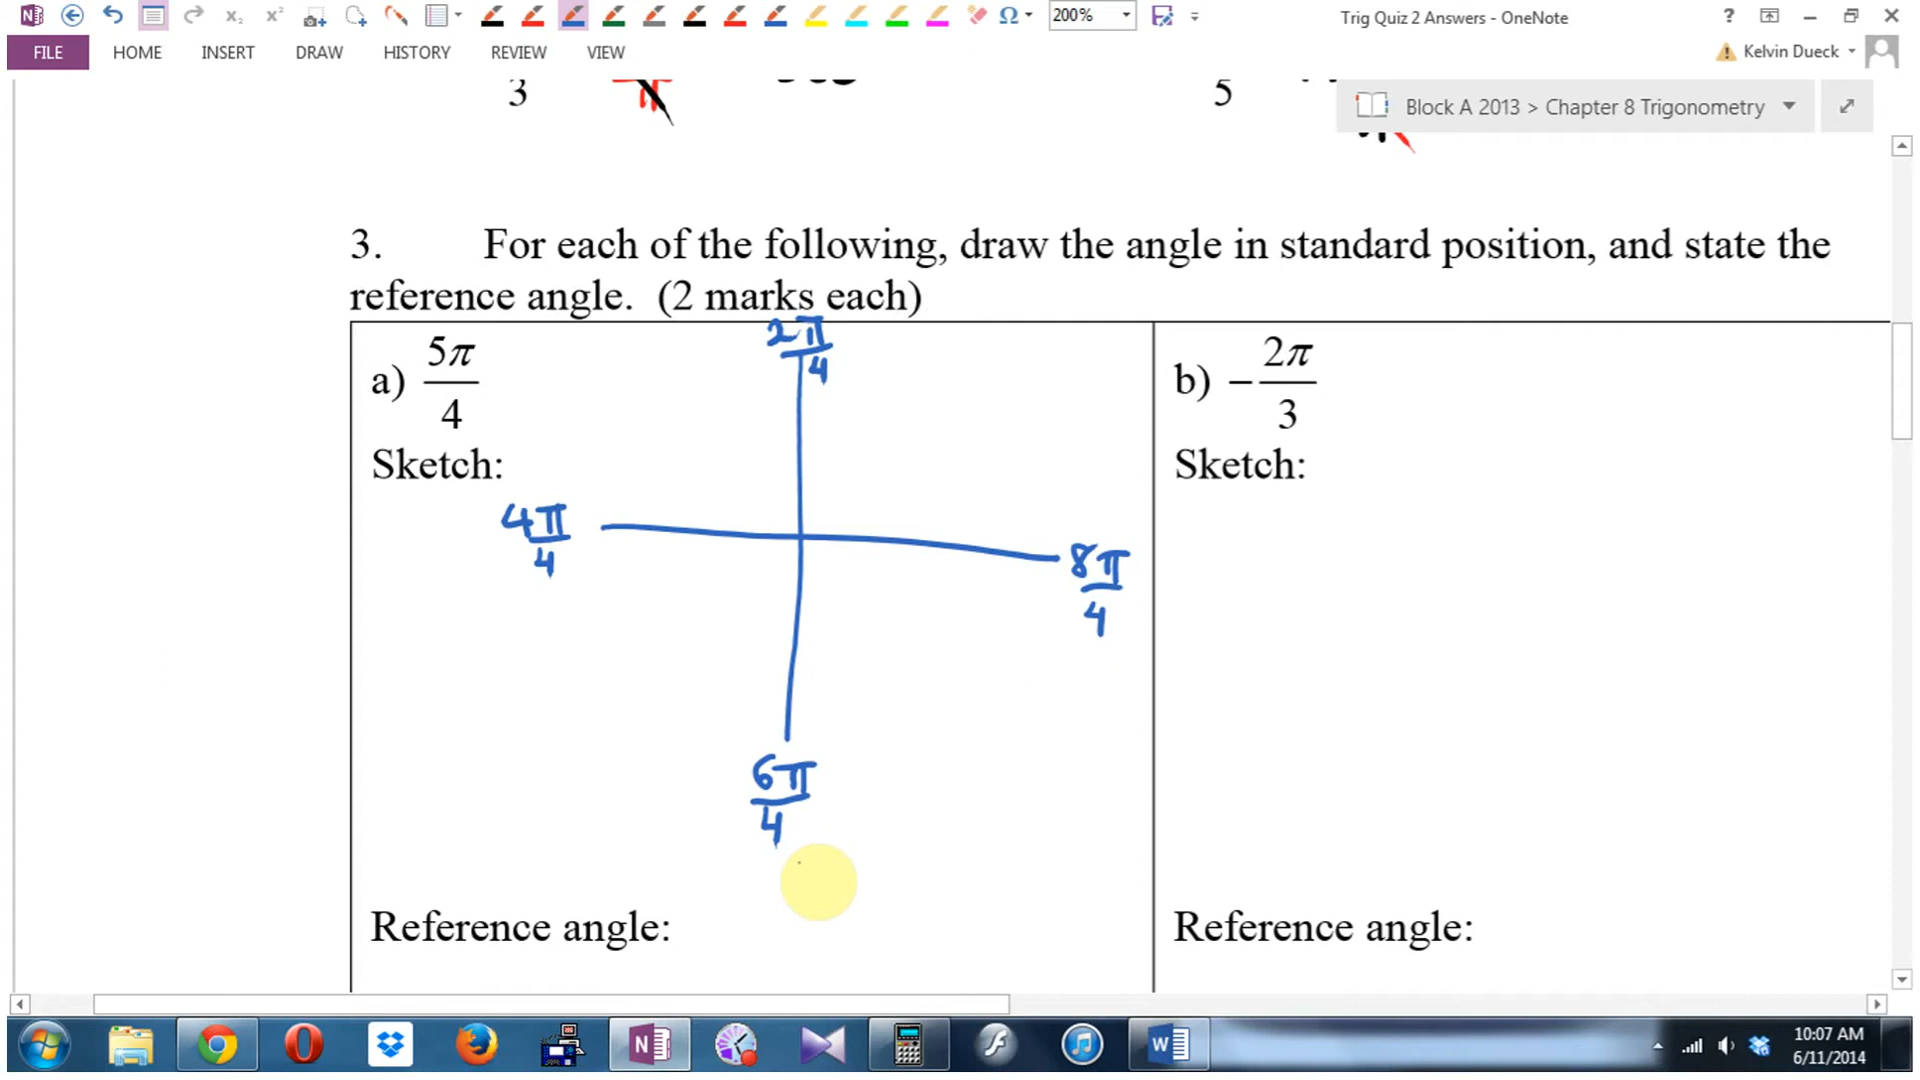 200%
Trig Quiz 2 Answers - OneNote
?
FILE
HOME
INSERT
DRAW
HISTORY
REVIEW
VIEW
Kelvin Dueck
3
π
5
Block A 2013 > Chapter 8 Trigonometry
3. For each of the following, draw the angle in standard position, and state the
reference angle. (2 marks each)
a) 5π/4
Sketch:
2π/4
4π/4
8π/4
6π/4
Reference angle:
b) −2π/3
Sketch:
Reference angle:
10:07 AM
6/11/2014